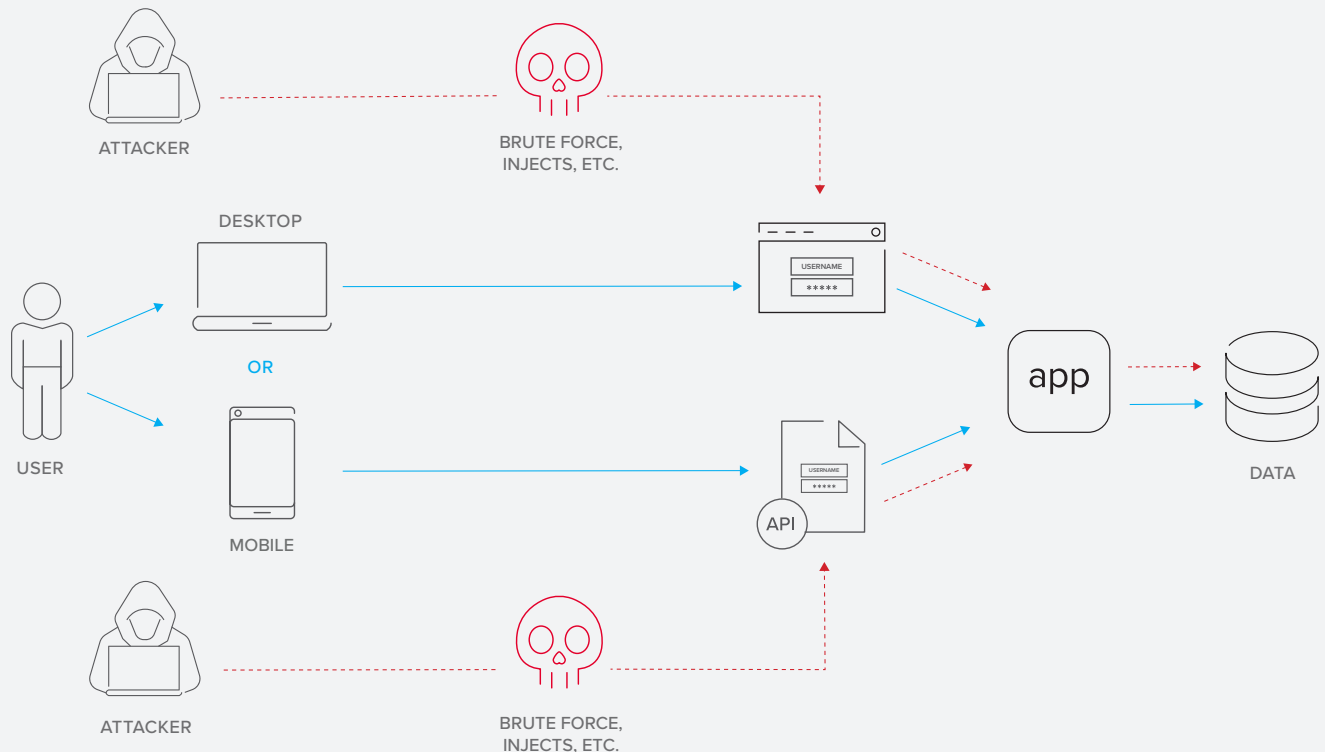 ATTACKER
BRUTE FORCE,
INJECTS, ETC.
DESKTOP
USERNAME
*****
OR
app
USER
USERNAME
*****
API
DATA
MOBILE
ATTACKER
BRUTE FORCE,
INJECTS, ETC.